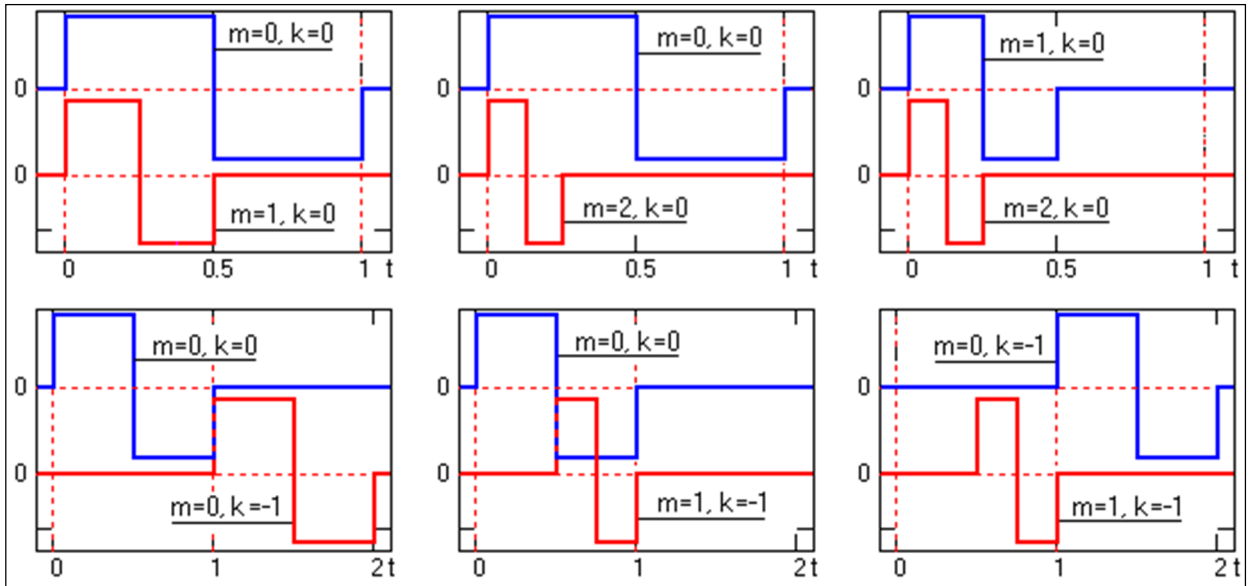 m=0, k=0
0
0
m=1, k=0
0 0.5 1 t
m=0, k=0
0
0
m=2, k=0
0 0.5 1 t
m=1, k=0
0
0
m=2, k=0
0 0.5 1 t
m=0, k=0
0
0
m=0, k=-1
0 1 2 t
m=0, k=0
0
0
m=1, k=-1
0 1 2 t
m=0, k=-1
0
0
m=1, k=-1
0 1 2 t